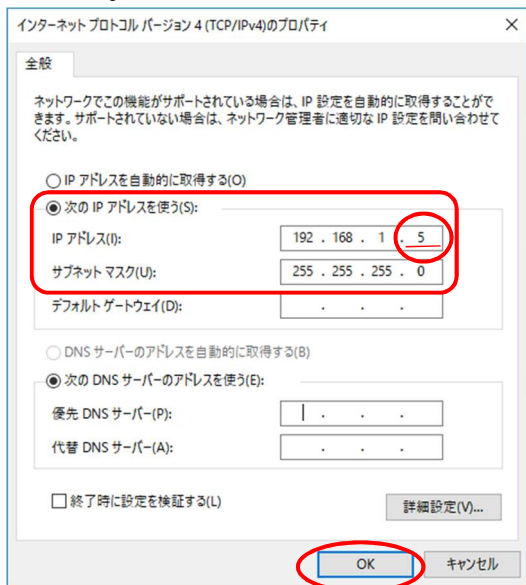 インターネット プロトコル バージョン 4 (TCP/IPv4)のプロパティ
全般
ネットワークでこの機能がサポートされている場合は、IP 設定を自動的に取得することがで
きます。サポートされていない場合は、ネットワーク管理者に適切な IP 設定を問い合わせて
ください。
IP アドレスを自動的に取得する(O)
次の IP アドレスを使う(S):
IP アドレス(I): 192 . 168 . 1 . 5
サブネット マスク(U): 255 . 255 . 255 . 0
デフォルト ゲートウェイ(D): . . .
DNS サーバーのアドレスを自動的に取得する(B)
次の DNS サーバーのアドレスを使う(E):
優先 DNS サーバー(P): . . .
代替 DNS サーバー(A): . . .
終了時に設定を検証する(L)
詳細設定(V)...
OK キャンセル